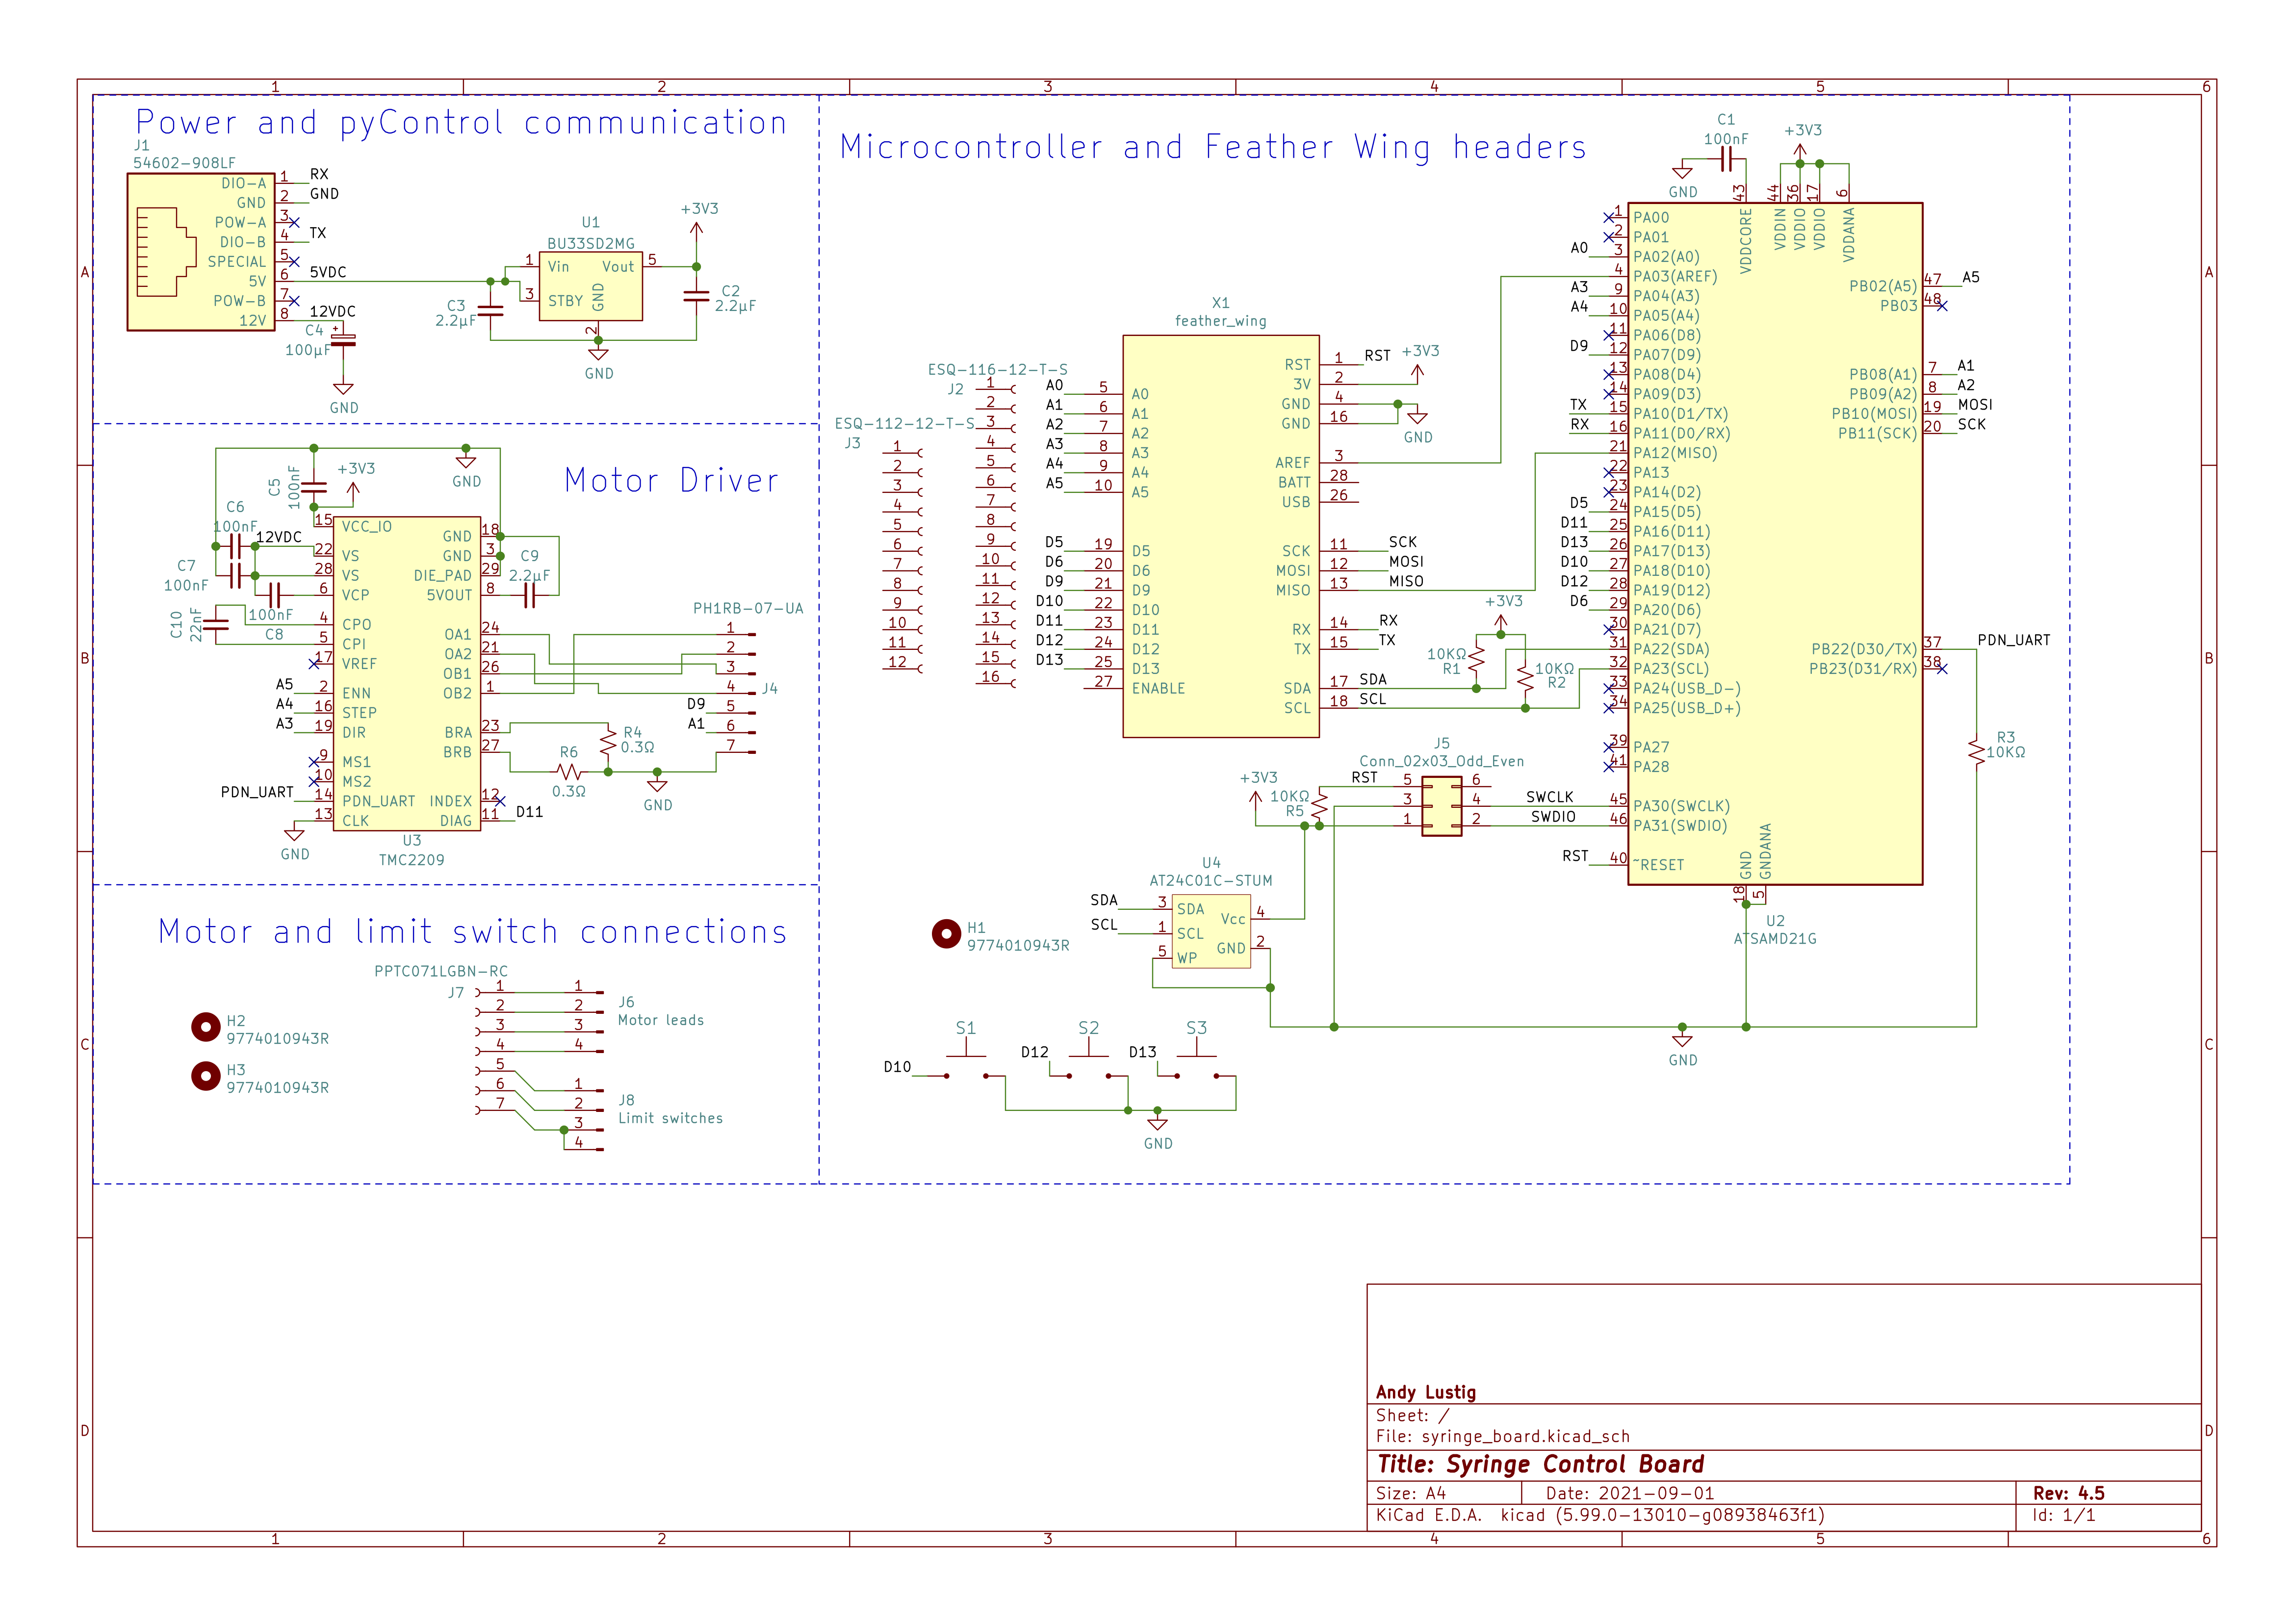 1 2 3 4 5 6
A
B
C
D
Power and pyControl communication
J1
54602-908LF
DIO-A 1 RX
GND 2 GND
POW-A 3
DIO-B 4 TX
SPECIAL 5
5V 6 5VDC
POW-B 7
12V 8 12VDC
C4
100µF
GND
U1
BU33SD2MG
1 Vin Vout 5
3 STBY GND
2
C3
2.2µF
+3V3
C2
2.2µF
GND
Motor Driver
GND
C5
100nF
+3V3
C6
100nF
12VDC
C7
100nF
C8
100nF
C10
22nF
15 VCC_IO
22 VS
28 VS
6 VCP
4 CPO
5 CPI
17 VREF
A5 2 ENN
A4 16 STEP
A3 19 DIR
9 MS1
10 MS2
PDN_UART 14 PDN_UART
13 CLK
GND
GND 18
GND 3
DIE_PAD 29
5VOUT 8
C9
2.2µF
OA1 24
OA2 21
OB1 26
OB2 1
BRA 23
BRB 27
INDEX 12
DIAG 11 D11
U3
TMC2209
R4
0.3Ω
R6
0.3Ω
GND
PH1RB-07-UA
1
2
3
4
J4
D9 5
A1 6
7
Motor and limit switch connections
PPTC071LGBN-RC
J7
1 1
2 2
3 3
4 4
5
6
7
J6
Motor leads
1
2
3
4
J8
Limit switches
H2
9774010943R
H3
9774010943R
Microcontroller and Feather Wing headers
ESQ-116-12-T-S
J2
1
2
3
4
5
6
7
8
9
10
11
12
13
14
15
16
ESQ-112-12-T-S
J3
1
2
3
4
5
6
7
8
9
10
11
12
X1
feather_wing
A0 5 A0
A1 6 A1
A2 7 A2
A3 8 A3
A4 9 A4
A5 10 A5
D5 19 D5
D6 20 D6
D9 21 D9
D10 22 D10
D11 23 D11
D12 24 D12
D13 25 D13
27 ENABLE
RST 1 RST
3V 2
+3V3
GND 4
GND 16
GND
AREF 3
BATT 28
USB 26
SCK 11 SCK
MOSI 12 MOSI
MISO 13 MISO
RX 14 RX
TX 15 TX
SDA 17 SDA
SCL 18 SCL
+3V3
10KΩ
R1
10KΩ
R2
J5
Conn_02x03_Odd_Even
RST 5 6
3 4 SWCLK
1 2 SWDIO
+3V3
10KΩ
R5
U4
AT24C01C-STUM
SDA 3 SDA
SCL 1 SCL
5 WP
Vcc 4
GND 2
H1
9774010943R
S1
S2
S3
D10
D12
D13
GND
GND
C1
100nF
GND
+3V3
43 VDDCORE
44 VDDIN
36 VDDIO
17 VDDIO
6 VDDANA
1 PA00
2 PA01
A0 3 PA02(A0)
4 PA03(AREF)
A3 9 PA04(A3)
A4 10 PA05(A4)
11 PA06(D8)
D9 12 PA07(D9)
13 PA08(D4)
14 PA09(D3)
TX 15 PA10(D1/TX)
RX 16 PA11(D0/RX)
21 PA12(MISO)
22 PA13
23 PA14(D2)
D5 24 PA15(D5)
D11 25 PA16(D11)
D13 26 PA17(D13)
D10 27 PA18(D10)
D12 28 PA19(D12)
D6 29 PA20(D6)
30 PA21(D7)
31 PA22(SDA)
32 PA23(SCL)
33 PA24(USB_D-)
34 PA25(USB_D+)
39 PA27
41 PA28
45 PA30(SWCLK)
46 PA31(SWDIO)
RST 40 ~RESET
PB02(A5) 47 A5
PB03 48
PB08(A1) 7 A1
PB09(A2) 8 A2
PB10(MOSI) 19 MOSI
PB11(SCK) 20 SCK
PB22(D30/TX) 37 PDN_UART
PB23(D31/RX) 38
R3
10KΩ
GND 18
GNDANA 5
U2
ATSAMD21G
Andy Lustig
Sheet: /
File: syringe_board.kicad_sch
Title: Syringe Control Board
Size: A4 Date: 2021-09-01 Rev: 4.5
KiCad E.D.A. kicad (5.99.0-13010-g08938463f1) Id: 1/1
A
B
C
D
1 2 3 4 5 6